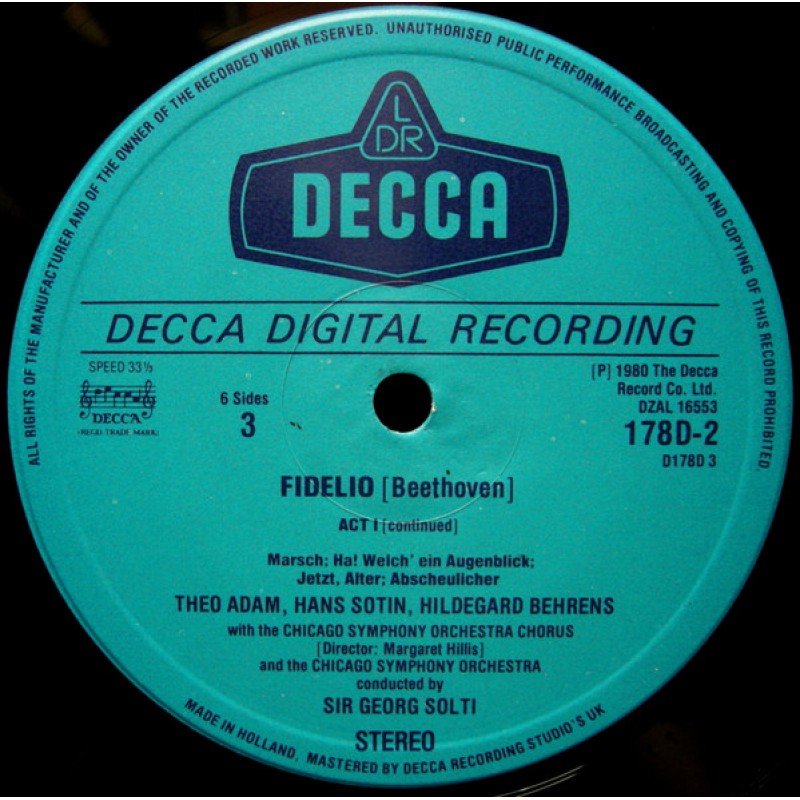 ALL RIGHTS OF THE MANUFACTURER AND OF THE OWNER OF THE RECORDED WORK RESERVED. UNAUTHORISED PUBLIC PERFORMANCE BROADCASTING AND COPYING OF THIS RECORD PROHIBITED.
L
DR
DECCA
DECCA DIGITAL RECORDING
SPEED 33⅓
DECCA
(REGD. TRADE MARK)
6 Sides
3
[P] 1980 The Decca
Record Co. Ltd.
DZAL 16553
178D-2
D178D 3
FIDELIO [Beethoven]
ACT I [continued]
Marsch; Ha! Welch' ein Augenblick;
Jetzt, Alter; Abscheulicher
THEO ADAM, HANS SOTIN, HILDEGARD BEHRENS
with the CHICAGO SYMPHONY ORCHESTRA CHORUS
[Director: Margaret Hillis]
and the CHICAGO SYMPHONY ORCHESTRA
conducted by
SIR GEORG SOLTI
STEREO
MADE IN HOLLAND, MASTERED BY DECCA RECORDING STUDIO'S UK